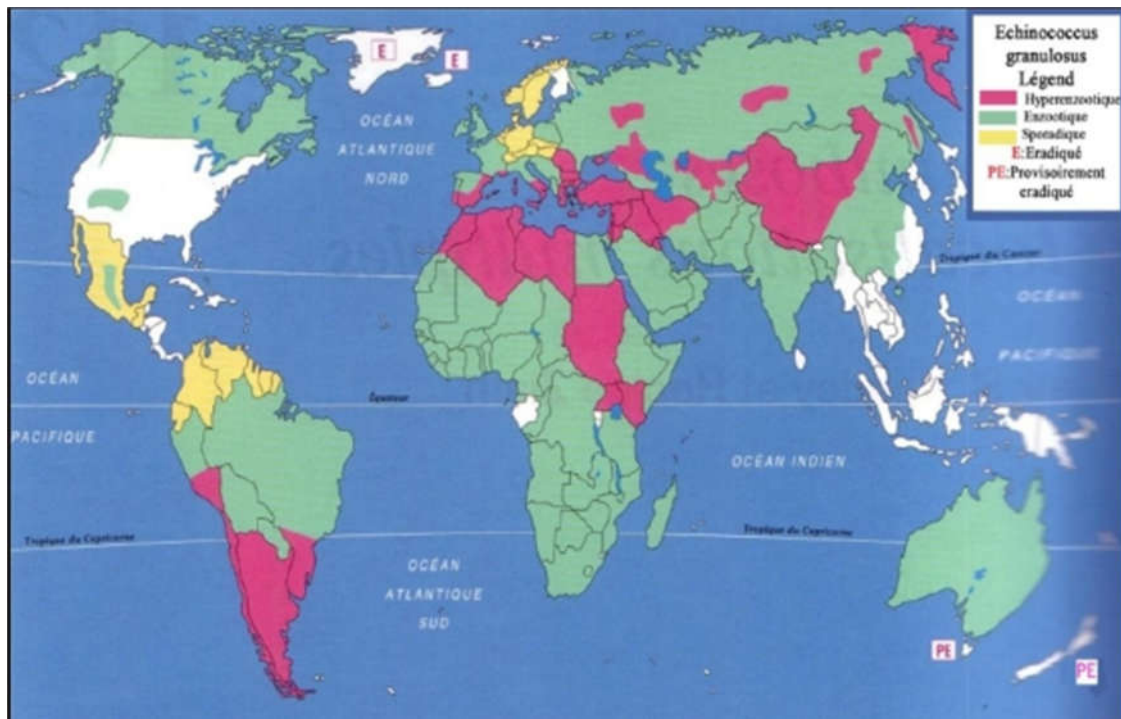 Echinococcus
granulosus
Légend
Hyperenzootique
Enzootique
Sporadique
E:Eradiqué
PE:Provisoirement
eradiqué
E
E
OCÉAN
ATLANTIQUE
NORD
Tropique du Cancer
OCÉAN
PACIFIQUE
OCÉAN
PACIFIQUE
Équateur
OCÉAN INDIEN
Tropique du Capricorne
Tropique du Capricorne
OCÉAN
ATLANTIQUE
SUD
PE
PE